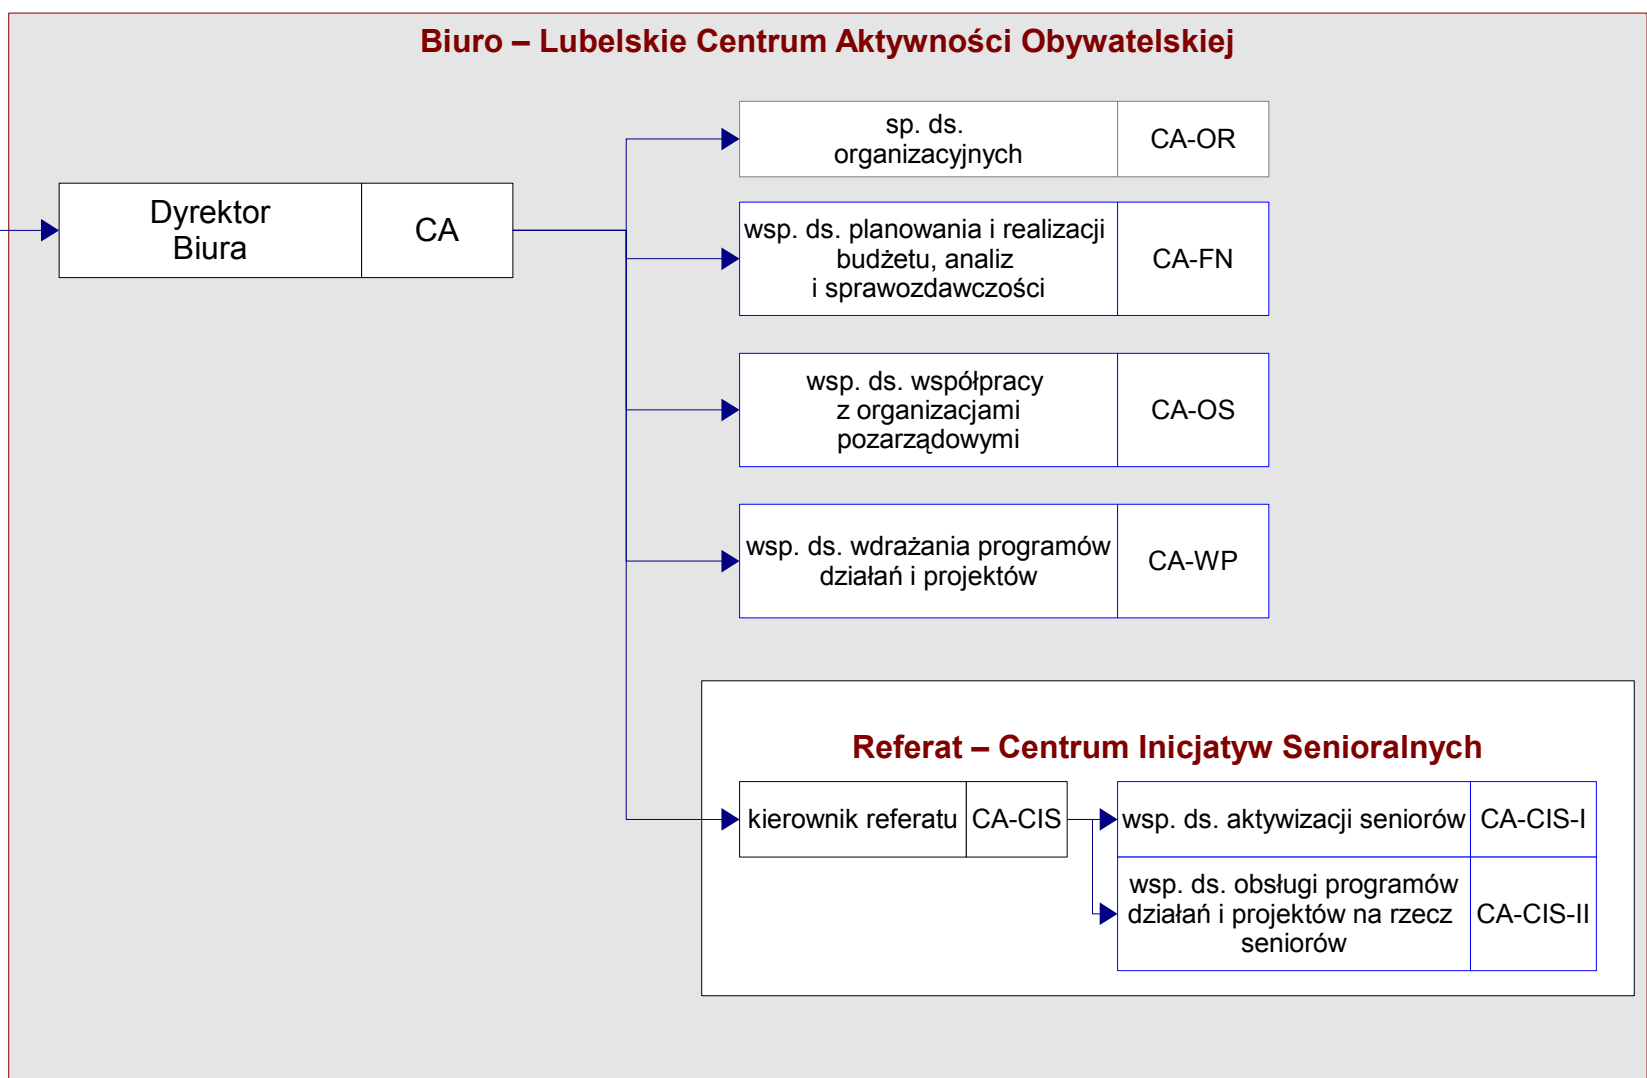 Biuro – Lubelskie Centrum Aktywności Obywatelskiej
Dyrektor
Biura
CA
sp. ds.
organizacyjnych
CA-OR
wsp. ds. planowania i realizacji
budżetu, analiz
i sprawozdawczości
CA-FN
wsp. ds. współpracy
z organizacjami
pozarządowymi
CA-OS
wsp. ds. wdrażania programów
działań i projektów
CA-WP
Referat – Centrum Inicjatyw Senioralnych
kierownik referatu
CA-CIS
wsp. ds. aktywizacji seniorów
CA-CIS-I
wsp. ds. obsługi programów
działań i projektów na rzecz
seniorów
CA-CIS-II